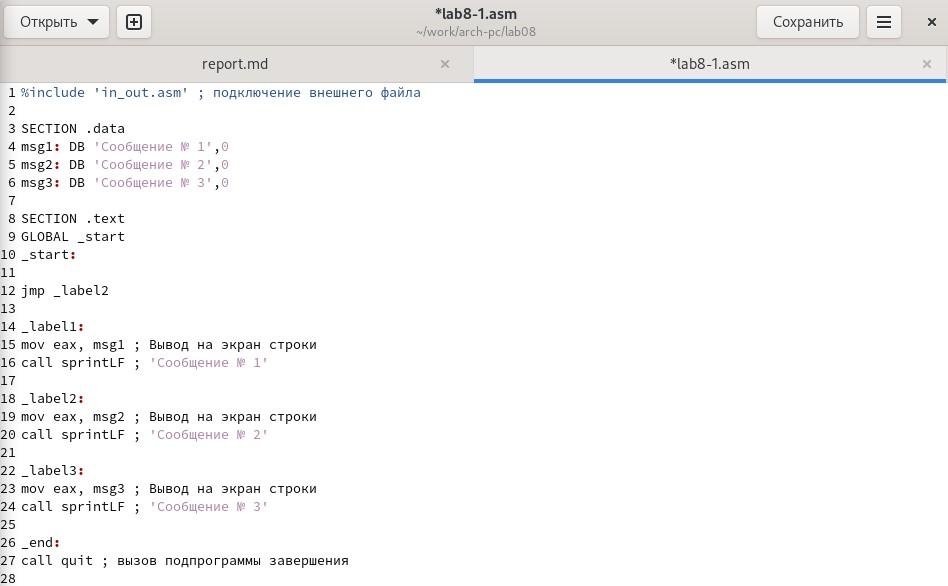 Открыть
*lab8-1.asm
~/work/arch-pc/lab08
Сохранить
report.md
*lab8-1.asm
1 %include 'in_out.asm' ; подключение внешнего файла
2
3 SECTION .data
4 msg1: DB 'Сообщение № 1',0
5 msg2: DB 'Сообщение № 2',0
6 msg3: DB 'Сообщение № 3',0
7
8 SECTION .text
9 GLOBAL _start
10 _start:
11
12 jmp _label2
13
14 _label1:
15 mov eax, msg1 ; Вывод на экран строки
16 call sprintLF ; 'Сообщение № 1'
17
18 _label2:
19 mov eax, msg2 ; Вывод на экран строки
20 call sprintLF ; 'Сообщение № 2'
21
22 _label3:
23 mov eax, msg3 ; Вывод на экран строки
24 call sprintLF ; 'Сообщение № 3'
25
26 _end:
27 call quit ; вызов подпрограммы завершения
28